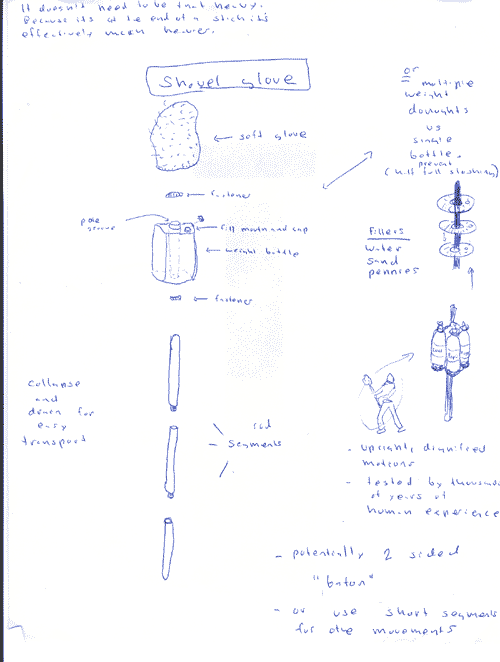 It doesn't need to be that heavy.
Because it's at the end of a stick it's
effectively much heavier.
Shovel glove
soft glove
fastener
pole groove
fill mouth and cap
weight bottle
fastener
collapse
and
drain for
easy
transport
rod
segments
or
multiple
weight
doughnuts
vs
single
bottle.
prevent
(half full sloshing)
Fillers
water
sand
pennies
- upright, dignified
motions
- tested by thousands
of years of
human experience
- potentially 2 sided
"baton"
- or use short segments
for other movements